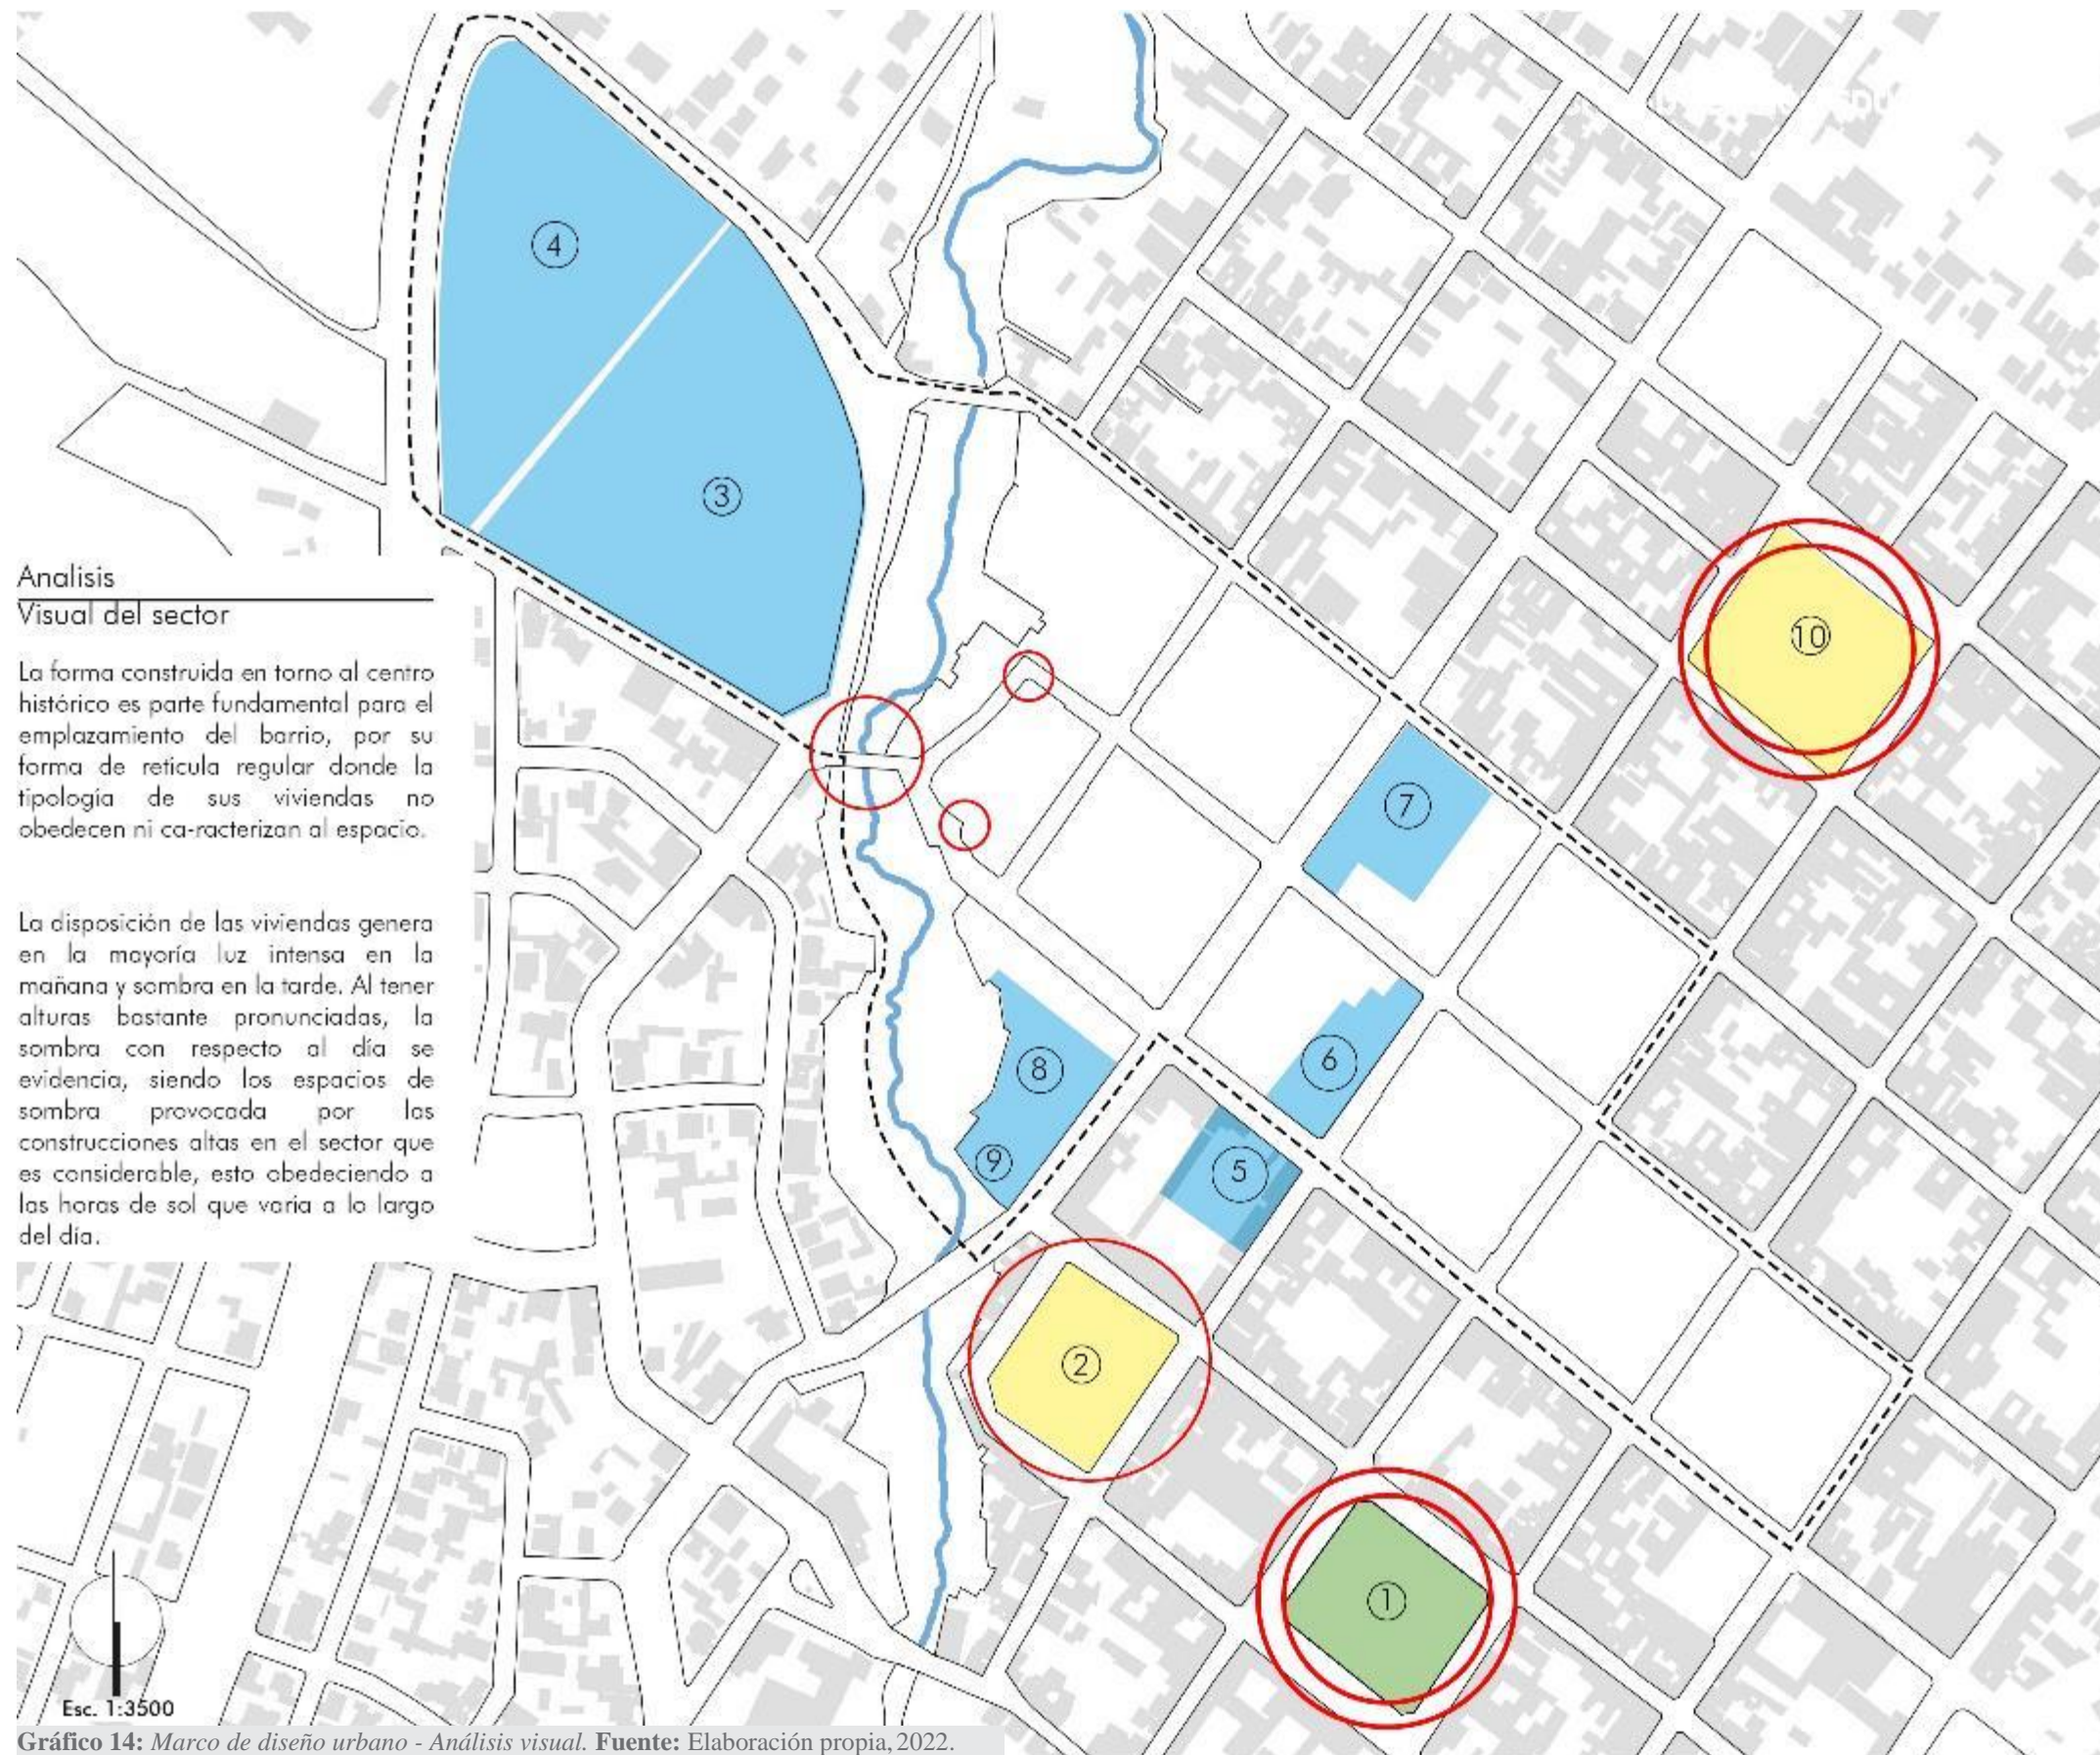 4
3
10
7
8
6
9
5
2
1
Analisis
Visual del sector
La forma construida en torno al centro
histórico es parte fundamental para el
emplazamiento del barrio, por su
forma de reticula regular donde la
tipología de sus viviendas no
obedecen ni ca-racterizan al espacio.
La disposición de las viviendas genera
en la mayoría luz intensa en la
mañana y sombra en la tarde. Al tener
alturas bastante pronunciadas, la
sombra con respecto al día se
evidencia, siendo los espacios de
sombra provocada por las
construcciones altas en el sector que
es considerable, esto obedeciendo a
las horas de sol que varia a lo largo
del día.
Esc. 1:3500
Gráfico 14: Marco de diseño urbano - Análisis visual. Fuente: Elaboración propia, 2022.